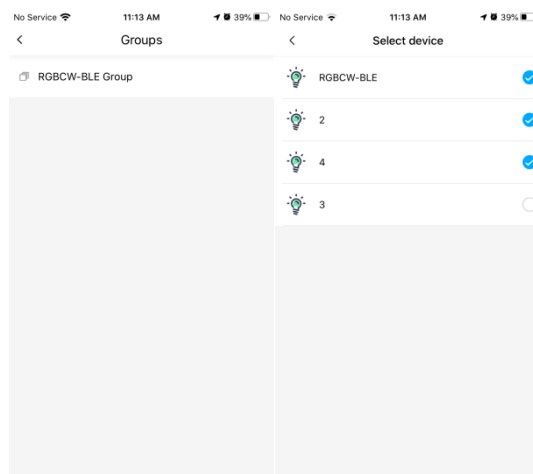 No Service 11:13 AM 39%
Groups
RGBCW-BLE Group
No Service 11:13 AM 39%
Select device
RGBCW-BLE
2
4
3